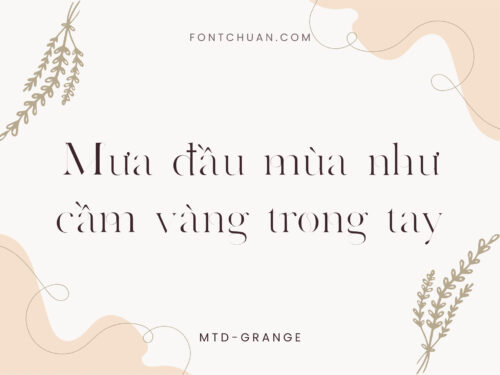 FONTCHUAN.COM
Mưa đầu mùa như
cầm vàng trong tay
MTD-GRANGE